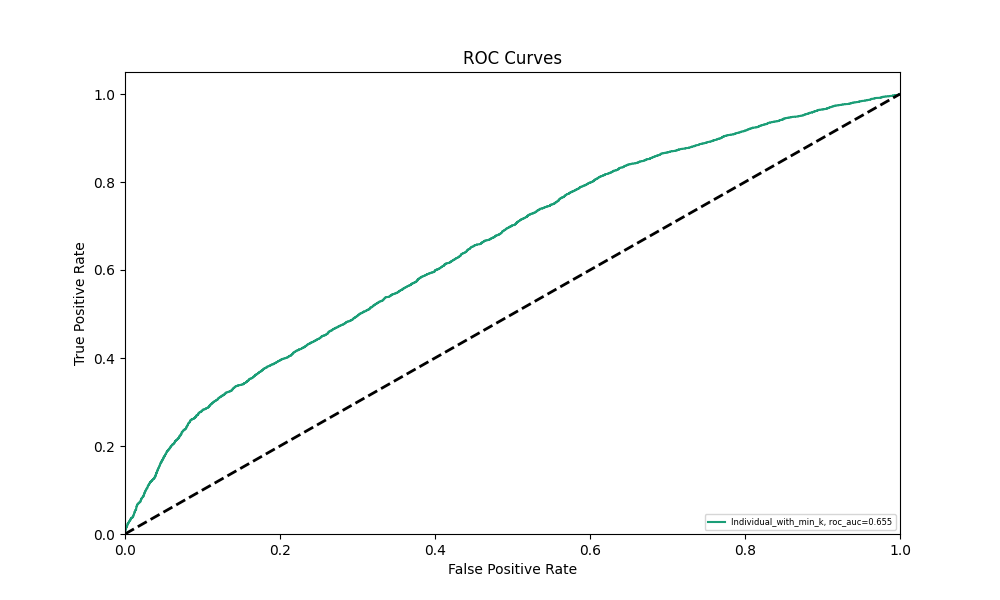 ROC Curves
True Positive Rate
1.0
0.8
0.6
0.4
0.2
0.0
Individual_with_min_k, roc_auc=0.655
0.0 0.2 0.4 0.6 0.8 1.0
False Positive Rate